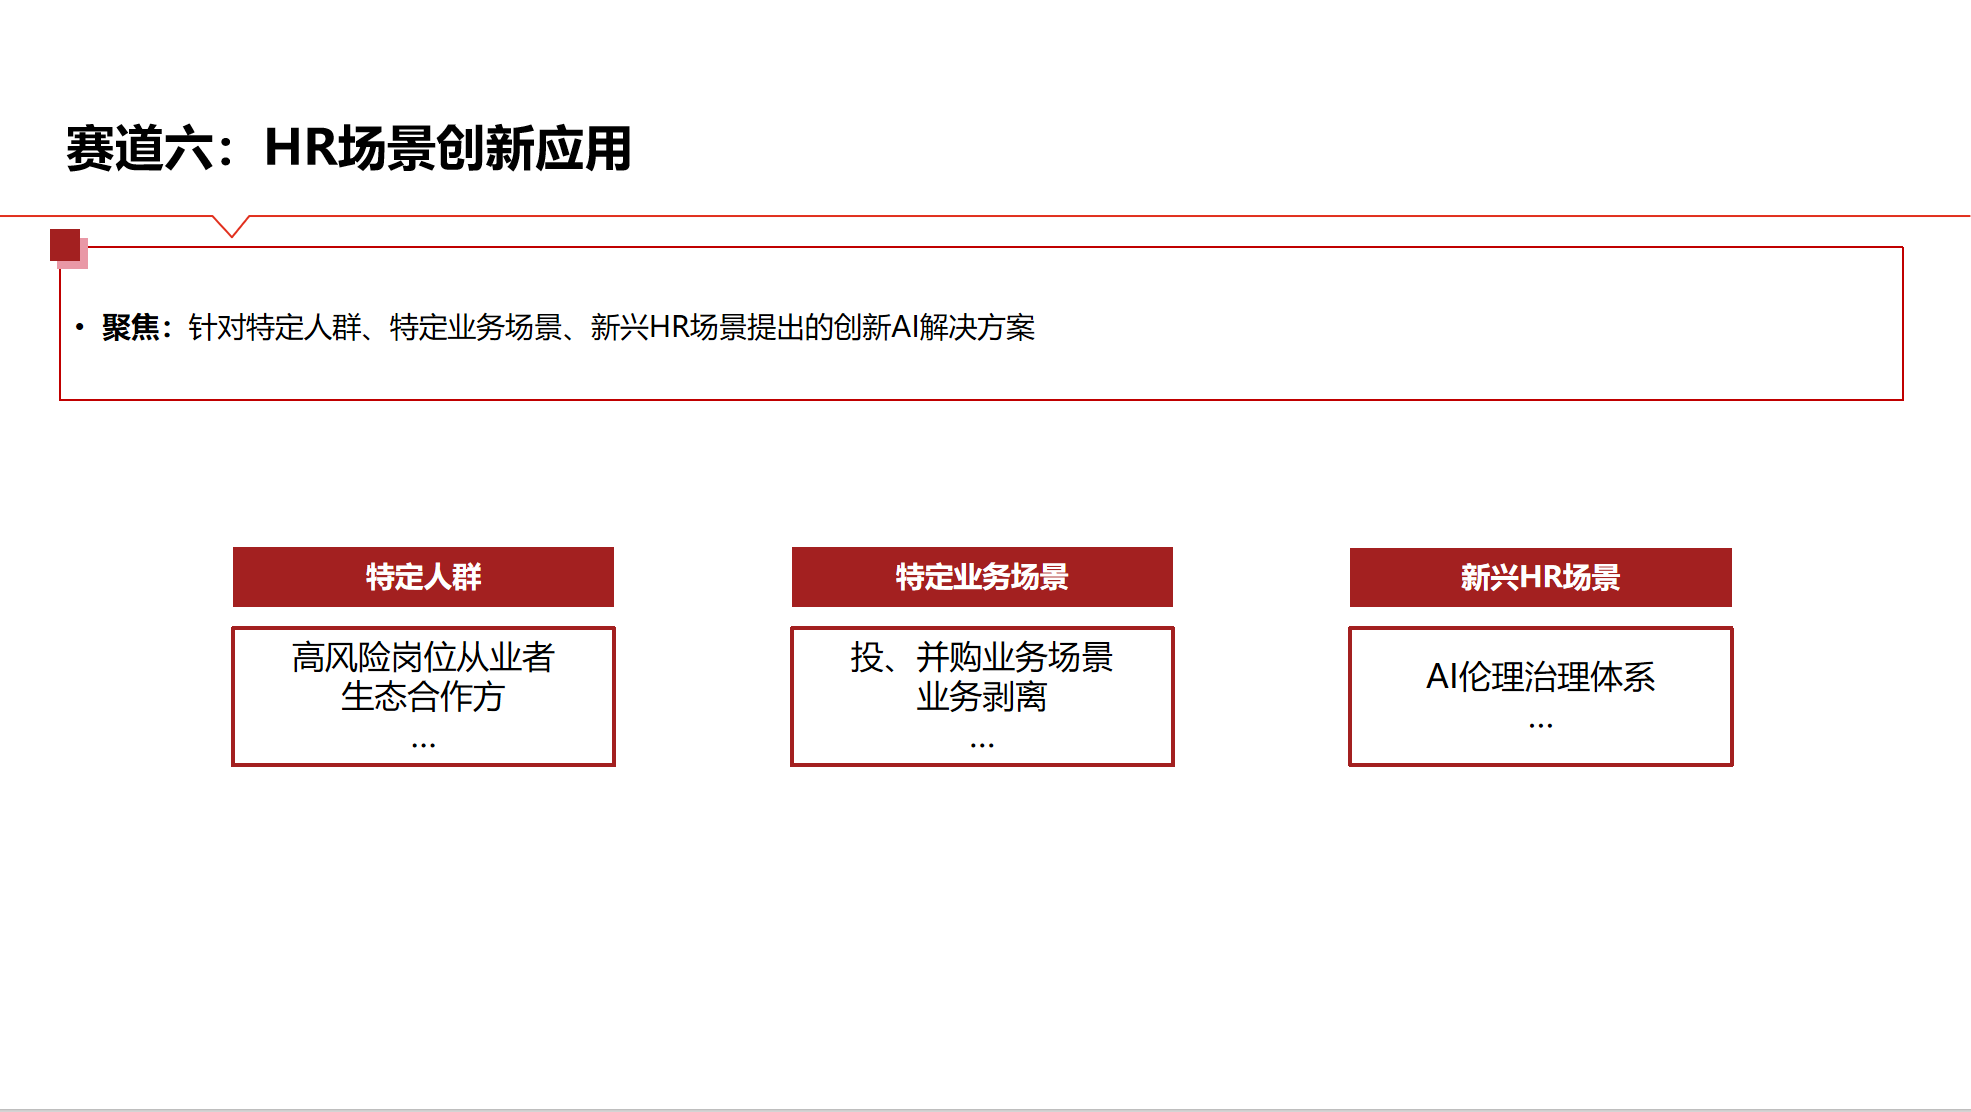 赛道六：HR场景创新应用
• 聚焦：针对特定人群、特定业务场景、新兴HR场景提出的创新AI解决方案
特定人群
高风险岗位从业者
生态合作方
...
特定业务场景
投、并购业务场景
业务剥离
...
新兴HR场景
AI伦理治理体系
...